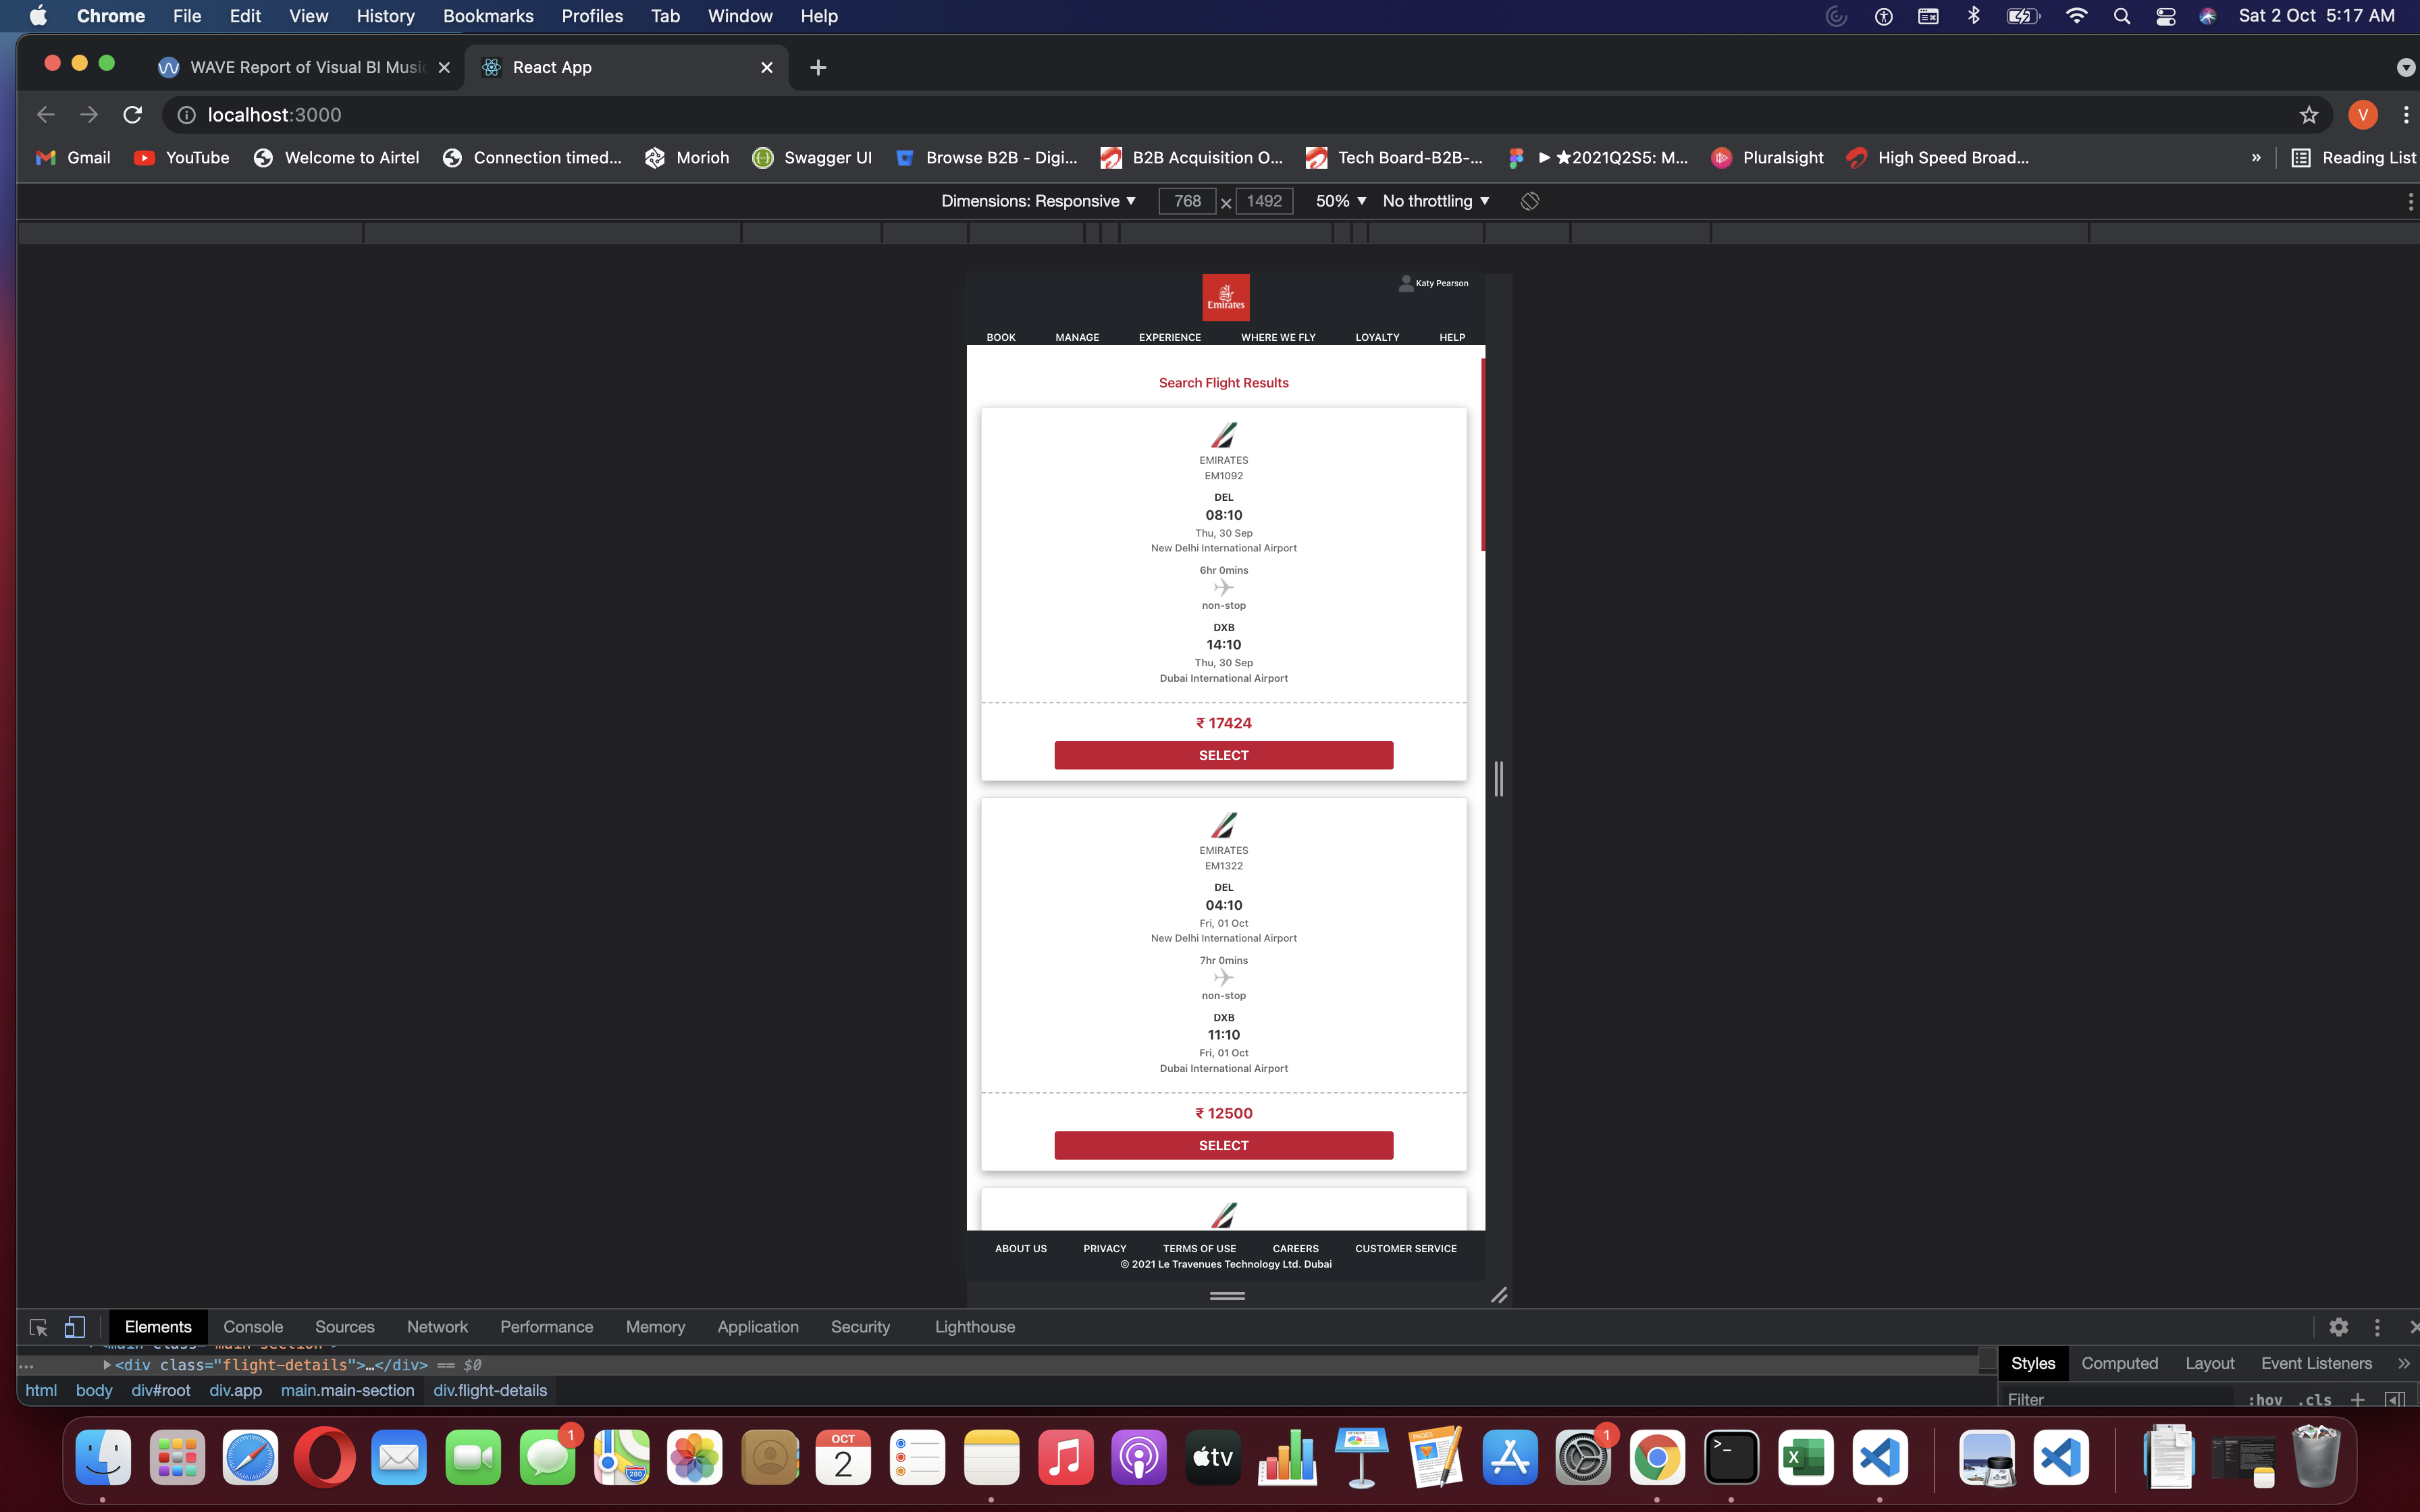 Chrome File Edit View History Bookmarks Profiles Tab Window Help Sat 2 Oct 5:17 AM
WAVE Report of Visual BI Musi React App
localhost:3000 V
Gmail YouTube Welcome to Airtel Connection timed... Morioh Swagger UI Browse B2B - Digi... B2B Acquisition O... Tech Board-B2B-... ▶ ★2021Q2S5: M... Pluralsight High Speed Broad... » Reading List
Dimensions: Responsive ▼ 768 × 1492 50% ▼ No throttling ▼
Emirates
Katy Pearson
BOOK MANAGE EXPERIENCE WHERE WE FLY LOYALTY HELP
Search Flight Results
EMIRATES
EM1092
DEL
08:10
Thu, 30 Sep
New Delhi International Airport
6hr 0mins
non-stop
DXB
14:10
Thu, 30 Sep
Dubai International Airport
₹ 17424
SELECT
EMIRATES
EM1322
DEL
04:10
Fri, 01 Oct
New Delhi International Airport
7hr 0mins
non-stop
DXB
11:10
Fri, 01 Oct
Dubai International Airport
₹ 12500
SELECT
ABOUT US PRIVACY TERMS OF USE CAREERS CUSTOMER SERVICE
© 2021 Le Travenues Technology Ltd. Dubai
Elements Console Sources Network Performance Memory Application Security Lighthouse
<main class="main-section">
... <div class="flight-details">…</div> == $0
html body div#root div.app main.main-section div.flight-details
Styles Computed Layout Event Listeners »
Filter :hov .cls +
1
280
OCT
2
tv
PAGES
1
>_
X